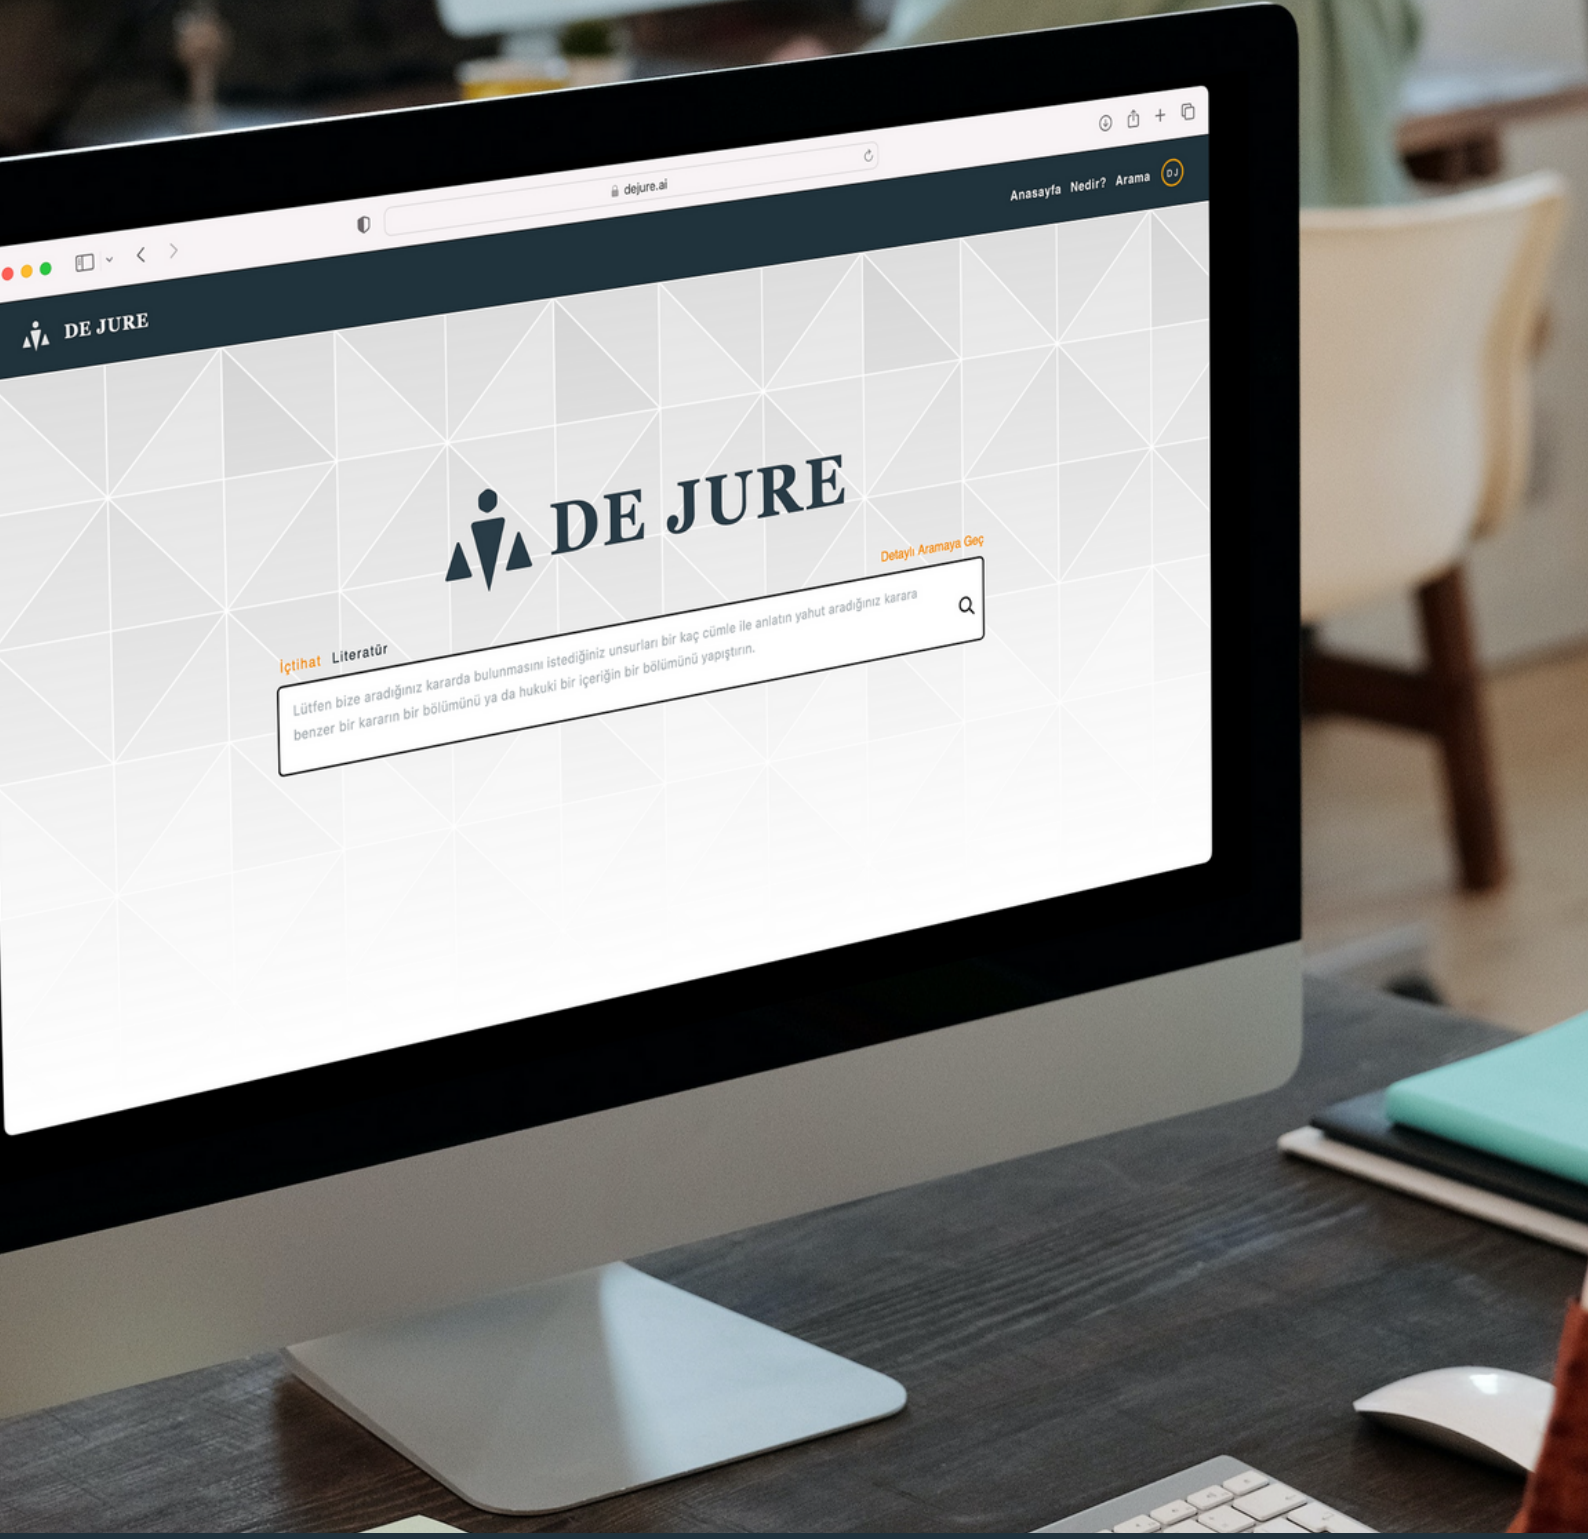 dejure.ai
Anasayfa Nedir? Arama DJ
DE JURE
DE JURE
Detaylı Aramaya Geç
İçtihat Literatür
Lütfen bize aradığınız kararda bulunmasını istediğiniz unsurları bir kaç cümle ile anlatın yahut aradığınız karara
benzer bir kararın bir bölümünü ya da hukuki bir içeriğin bir bölümünü yapıştırın.